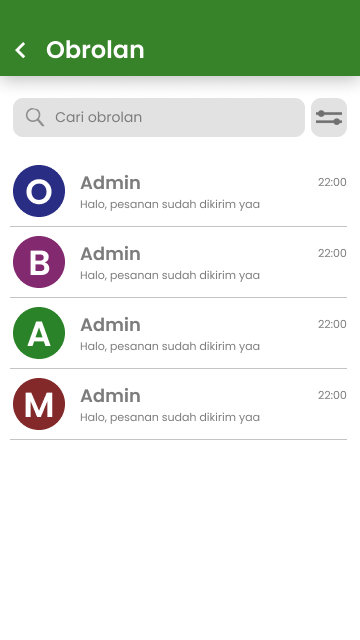 Obrolan
Cari obrolan
O
Admin
22:00
Halo, pesanan sudah dikirim yaa
B
Admin
22:00
Halo, pesanan sudah dikirim yaa
A
Admin
22:00
Halo, pesanan sudah dikirim yaa
M
Admin
22:00
Halo, pesanan sudah dikirim yaa